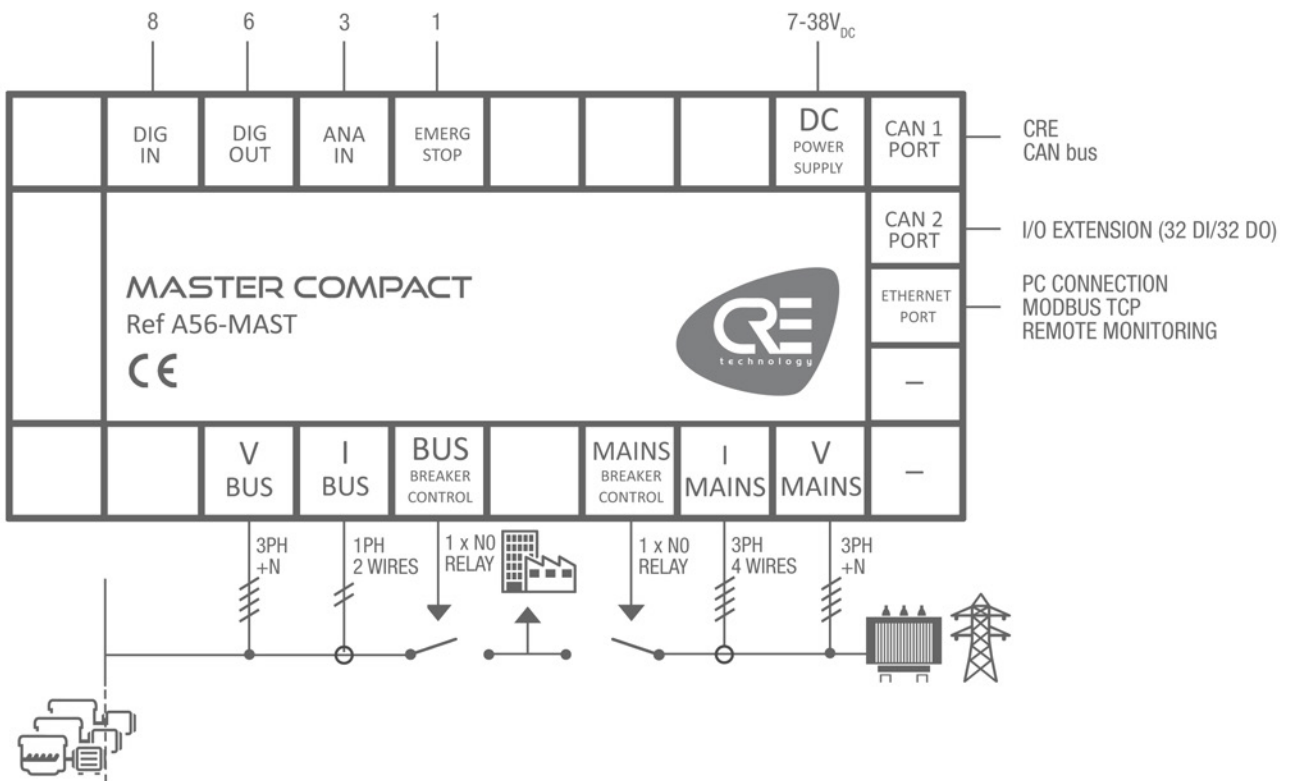 8
6
3
1
7-38VDC
DIG
IN
DIG
OUT
ANA
IN
EMERG
STOP
DC
POWER
SUPPLY
CAN 1
PORT
CRE
CAN bus
CAN 2
PORT
I/O EXTENSION (32 DI/32 DO)
ETHERNET
PORT
PC CONNECTION
MODBUS TCP
REMOTE MONITORING
MASTER COMPACT
Ref A56-MAST
CE
CRE
technology
–
V
BUS
I
BUS
BUS
BREAKER
CONTROL
MAINS
BREAKER
CONTROL
I
MAINS
V
MAINS
–
3PH
+N
1PH
2 WIRES
1 x NO
RELAY
1 x NO
RELAY
3PH
4 WIRES
3PH
+N